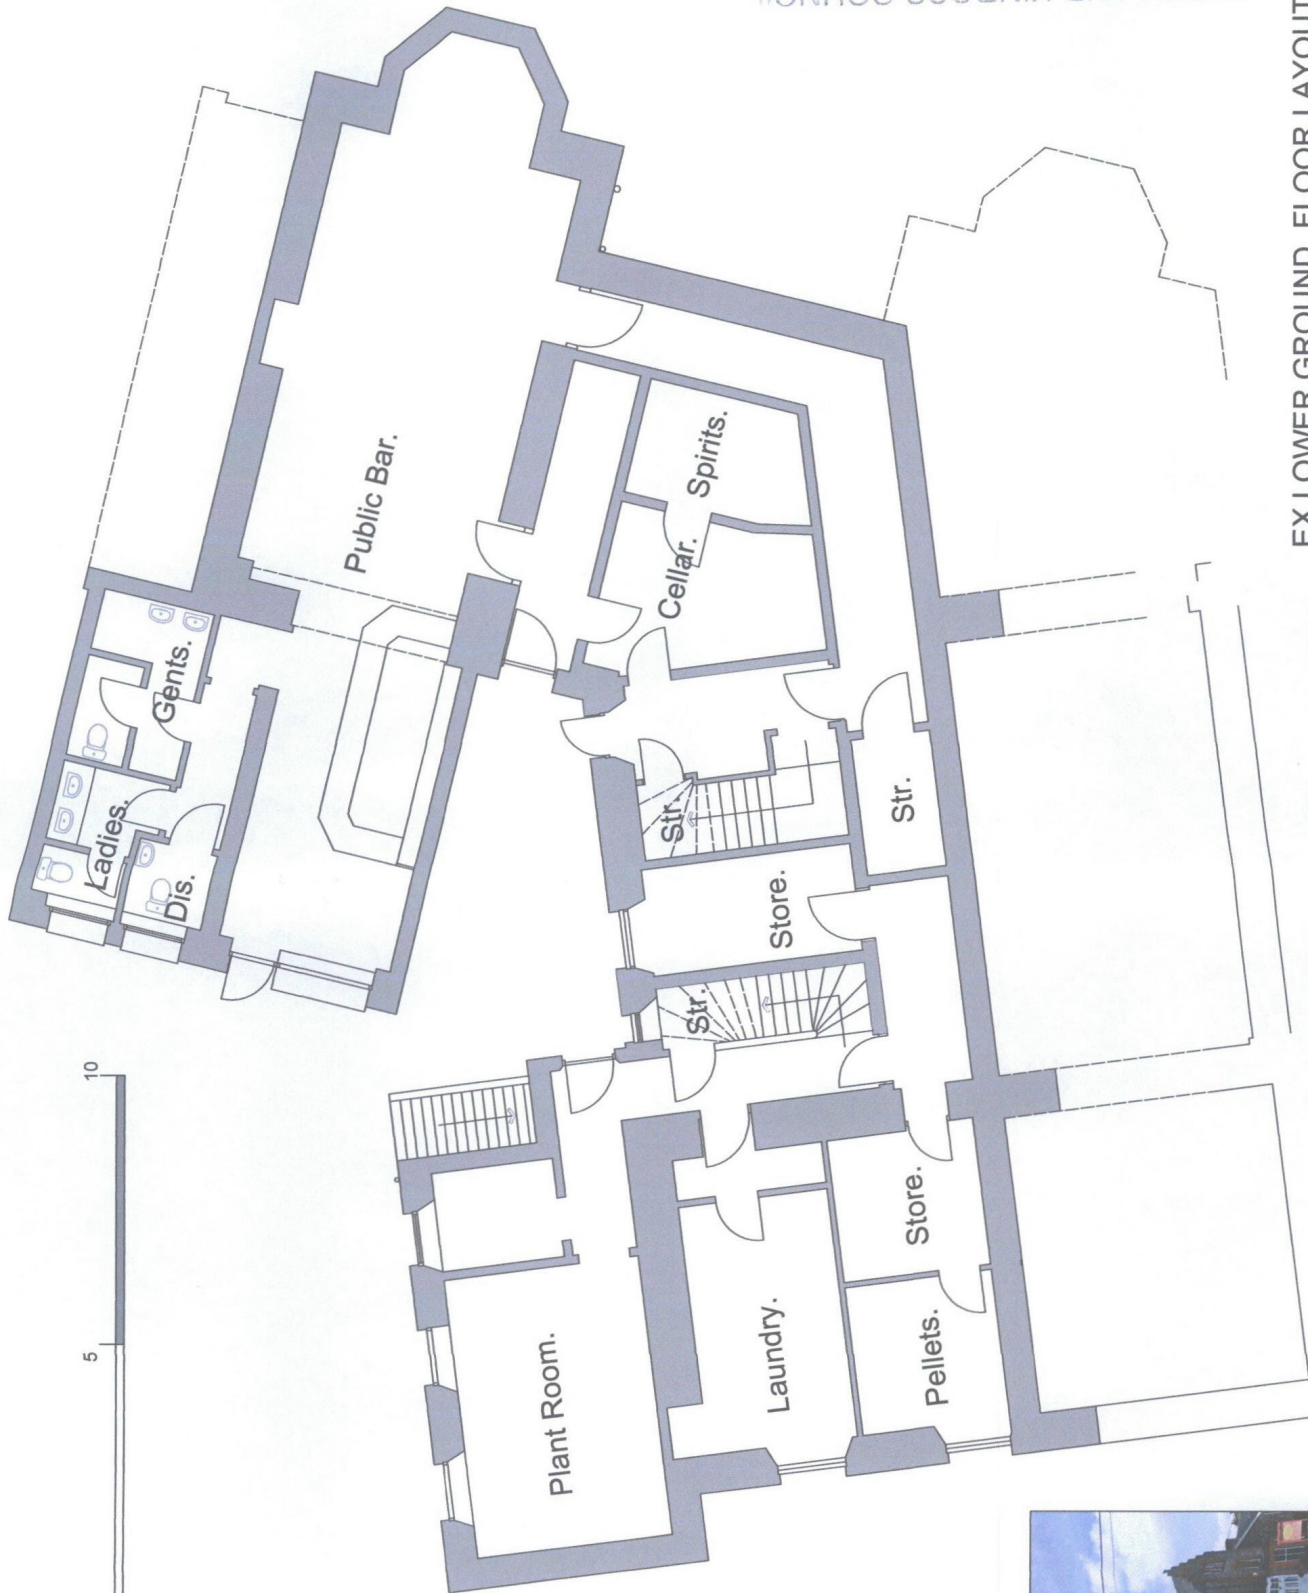 EX LOWER GROUND FLOOR LAYOUT
Public Bar.
Gents.
Ladies.
Dis.
Spirits.
Cellar.
Str.
Str.
Store.
Str.
Store.
Laundry.
Pellets.
Plant Room.
10
5